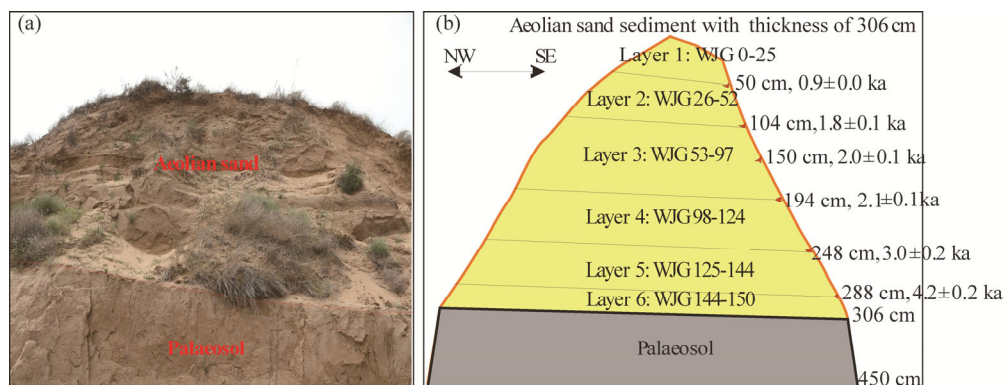 (a)
Aeolian sand
Palaeosol
(b)
Aeolian sand sediment with thickness of 306 cm
NW
SE
Layer 1: WJG 0-25
50 cm, 0.9±0.0 ka
Layer 2: WJG 26-52
104 cm,1.8±0.1 ka
Layer 3: WJG 53-97
150 cm, 2.0±0.1 ka
194 cm, 2.1±0.1ka
Layer 4: WJG 98-124
248 cm, 3.0±0.2 ka
Layer 5: WJG 125-144
288 cm,4.2±0.2 ka
Layer 6: WJG 144-150
306 cm
Palaeosol
450 cm